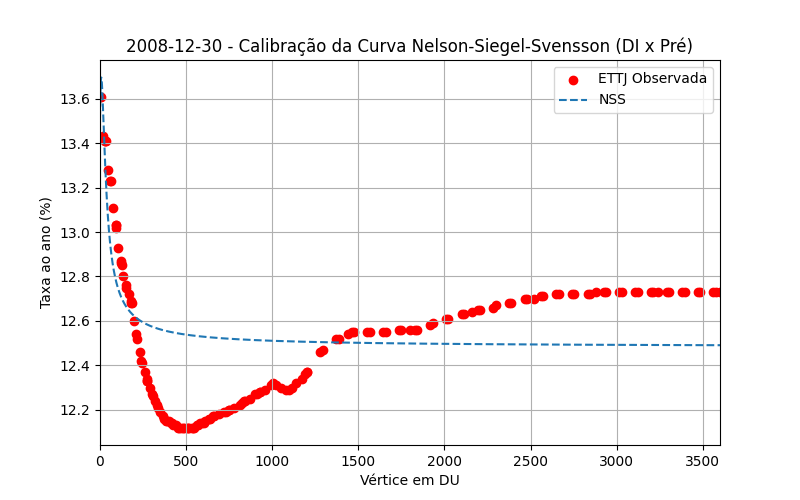 2008-12-30 - Calibração da Curva Nelson-Siegel-Svensson (DI x Pré)
ETTJ Observada
NSS
Taxa ao ano (%)
13.6
13.4
13.2
13.0
12.8
12.6
12.4
12.2
0 500 1000 1500 2000 2500 3000 3500
Vértice em DU